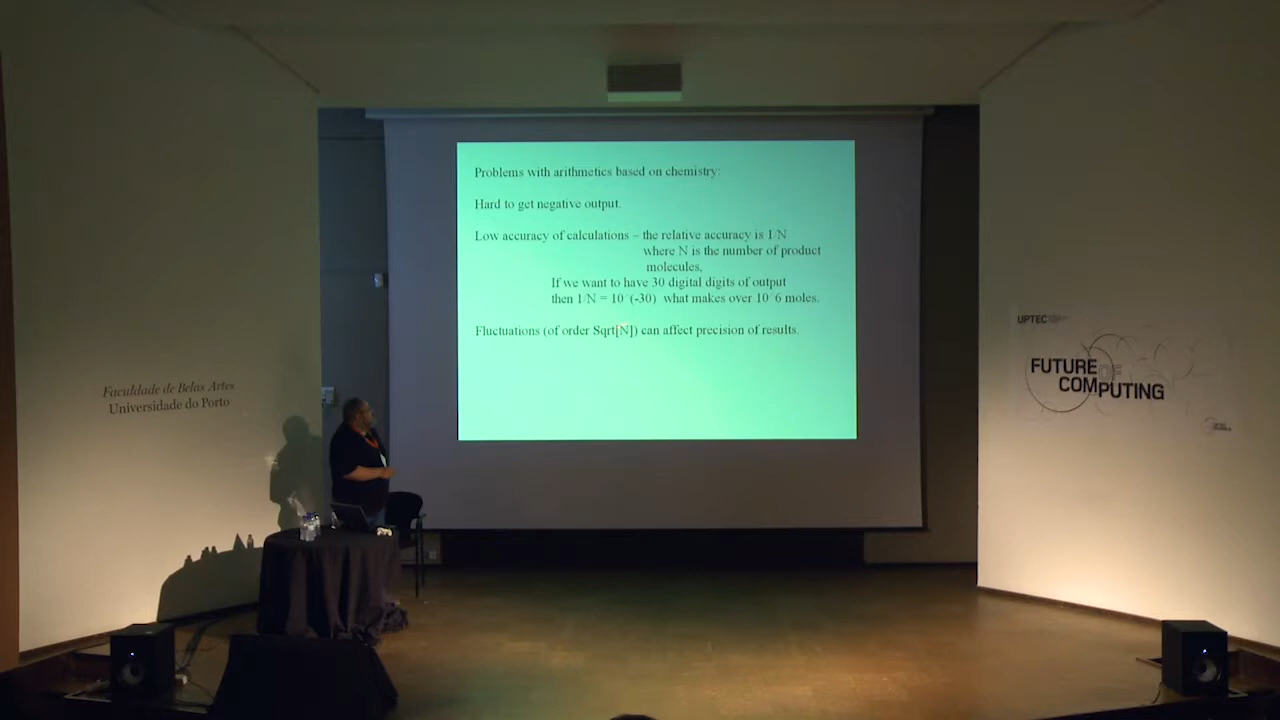 Problems with arithmetics based on chemistry:
Hard to get negative output.
Low accuracy of calculations – the relative accuracy is 1/N
where N is the number of product
molecules,
If we want to have 30 digital digits of output
then 1/N = 10^(-30) what makes over 10^6 moles.
Fluctuations (of order Sqrt[N]) can affect precision of results.
Faculdade de Belas Artes
Universidade do Porto
UPTEC
FUTURE OF
COMPUTING